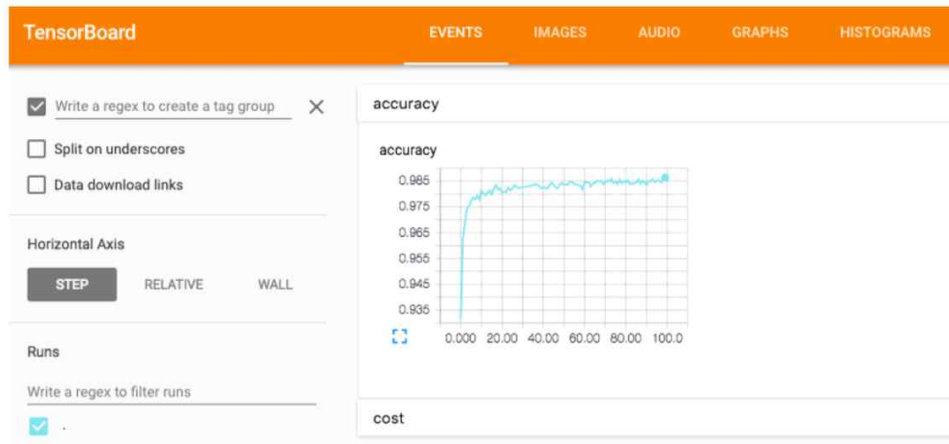 TensorBoard
EVENTS IMAGES AUDIO GRAPHS HISTOGRAMS
Write a regex to create a tag group
Split on underscores
Data download links
Horizontal Axis
STEP RELATIVE WALL
Runs
Write a regex to filter runs
.
accuracy
accuracy
0.985
0.975
0.965
0.955
0.945
0.935
0.000 20.00 40.00 60.00 80.00 100.0
cost